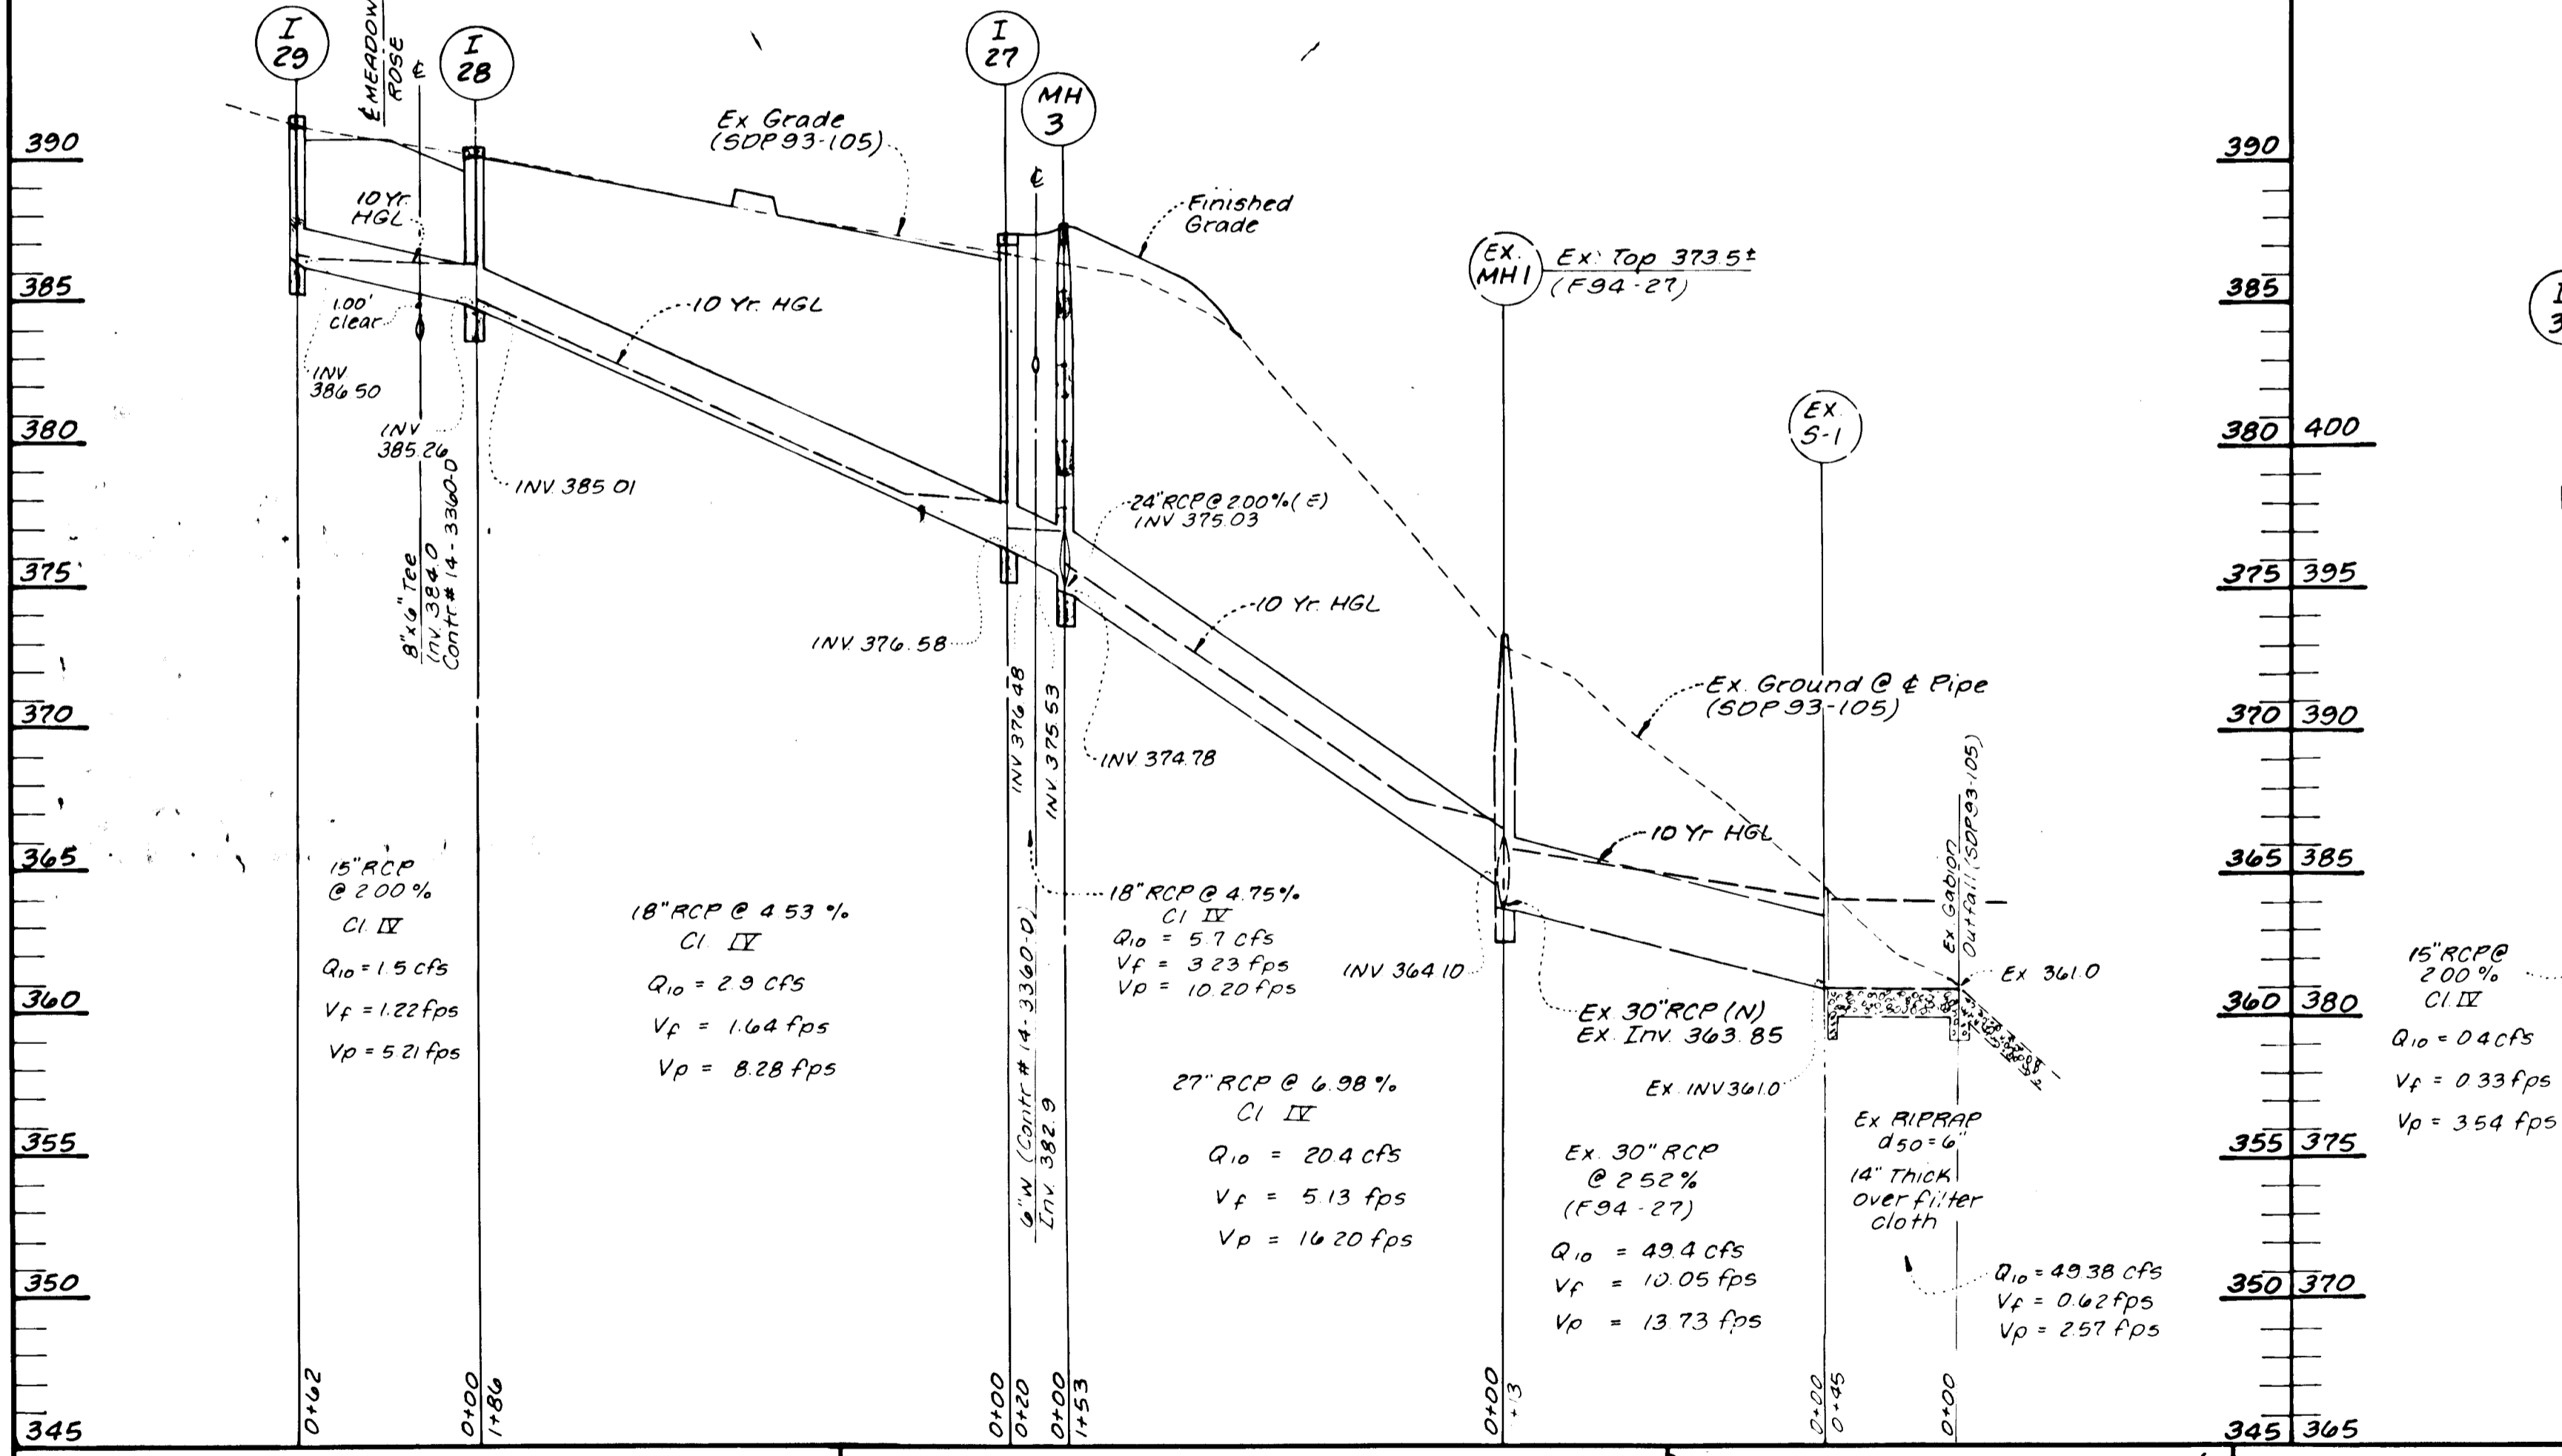 I
29
℄ MEADOW
ROSE
℄
I
28
I
27
MH
3
Ex Grade
(SDP 93-105)
℄
Finished
Grade
EX.
MH 1
Ex. Top 373.5±
(F94-27)
EX.
S-1
10 Yr.
HGL
1.00'
clear
INV
386 50
INV
385.26
INV. 385 01
8"x6" Tee
Inv. 384.0
Contr # 14-3360-D
10 Yr. HGL
24" RCP @ 2.00% (E)
INV 375.03
10 Yr. HGL
INV. 376.58
INV 376.48
INV. 375.53
INV. 374.78
Ex. Ground @ ℄ Pipe
(SDP 93-105)
10 Yr HGL
Ex Gabion
Outfall (SDP93-105)
Ex 361.0
INV 364.10
Ex. 30" RCP (N)
Ex. Inv. 363.85
Ex. INV 361.0
15" RCP
@ 2 00 %
Cl. IV
Q10 = 1.5 cfs
Vf = 1.22 fps
Vp = 5.21 fps
18" RCP @ 4 53 %
Cl. IV
Q10 = 2.9 cfs
Vf = 1.64 fps
Vp = 8.28 fps
6" W (Contr # 14-3360-D)
Inv. 382.9
18" RCP @ 4.75%
Cl IV
Q10 = 5.7 cfs
Vf = 3 23 fps
Vp = 10.20 fps
27" RCP @ 6.98 %
Cl IV
Q10 = 20.4 cfs
Vf = 5.13 fps
Vp = 16 20 fps
Ex. 30" RCP
@ 2 52 %
(F94-27)
Q10 = 49.4 cfs
Vf = 10.05 fps
Vp = 13.73 fps
Ex RIPRAP
d50=6"
14" Thick
over filter
cloth
Q10 = 49.38 cfs
Vf = 0.62 fps
Vp = 2.57 fps
15" RCP @
2 00 %
Cl. IV
Q10 = 0 4 cfs
Vf = 0.33 fps
Vp = 3 54 fps
390
385
380
375
370
365
360
355
350
345
390
385
380 400
375 395
370 390
365 385
360 380
355 375
350 370
345 365
0+62
0+00
1+86
0+00
0+20
0+00
1+53
0+00
+13
0+00
0+45
0+00